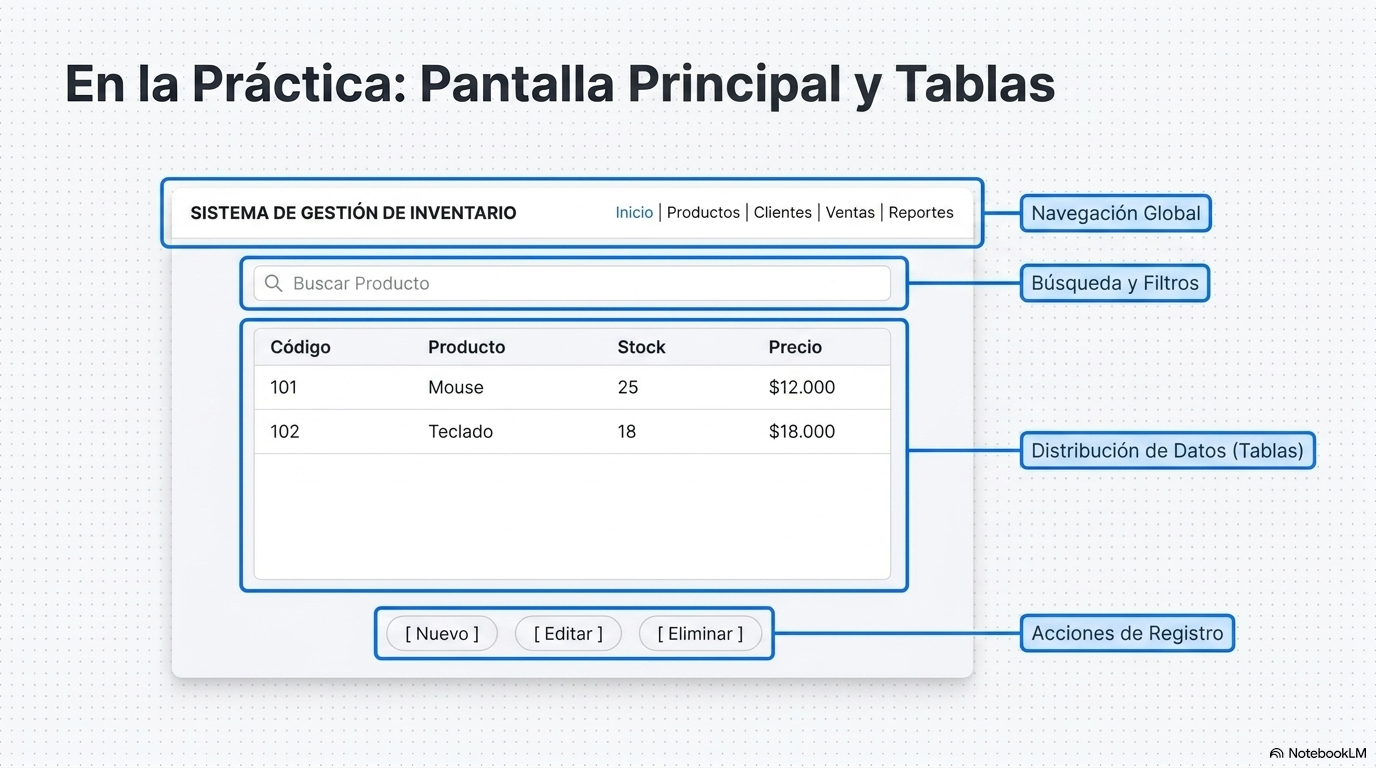 En la Práctica: Pantalla Principal y Tablas
SISTEMA DE GESTIÓN DE INVENTARIO
Inicio | Productos | Clientes | Ventas | Reportes
Navegación Global
Buscar Producto
Búsqueda y Filtros
Código Producto Stock Precio
101 Mouse 25 $12.000
102 Teclado 18 $18.000
Distribución de Datos (Tablas)
[ Nuevo ] [ Editar ] [ Eliminar ]
Acciones de Registro
NotebookLM